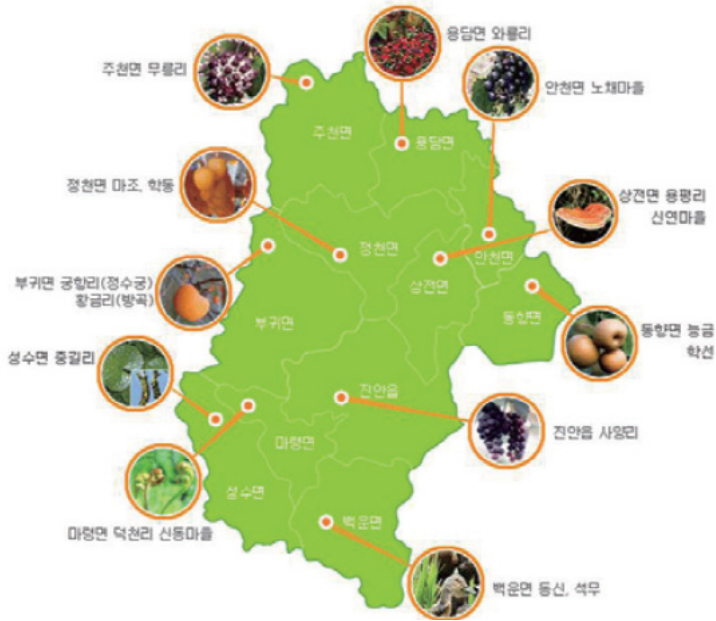 용담면 와룡리
주천면 무릉리
안천면 노채마을
주천면
용담면
정천면 마조, 학동
상전면 용평리
신연마을
정천면
안천면
상전면
부귀면 궁항리(정수궁)
황금리(방곡)
동향면
부귀면
동향면 능금
학선
성수면 중길리
진안읍
진안읍 사양리
마령면
성수면
마령면 덕천리 신동마을
백운면
백운면 동신, 석무